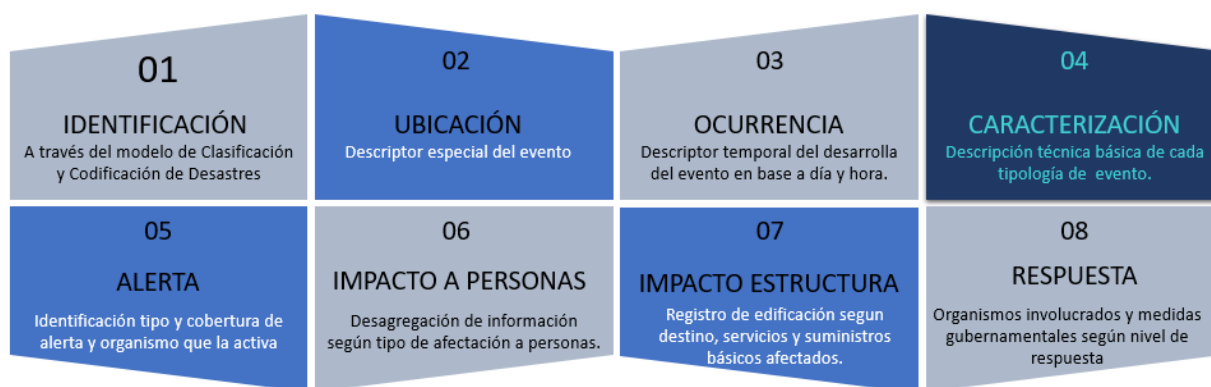 01
IDENTIFICACIÓN
A través del modelo de Clasificación
y Codificación de Desastres
02
UBICACIÓN
Descriptor especial del evento
03
OCURRENCIA
Descriptor temporal del desarrolla
del evento en base a día y hora.
04
CARACTERIZACIÓN
Descripción técnica básica de cada
tipología de evento.
05
ALERTA
Identificación tipo y cobertura de
alerta y organismo que la activa
06
IMPACTO A PERSONAS
Desagregación de información
según tipo de afectación a personas.
07
IMPACTO ESTRUCTURA
Registro de edificación segun
destino, servicios y suministros
básicos afectados.
08
RESPUESTA
Organismos involucrados y medidas
gubernamentales según nivel de
respuesta